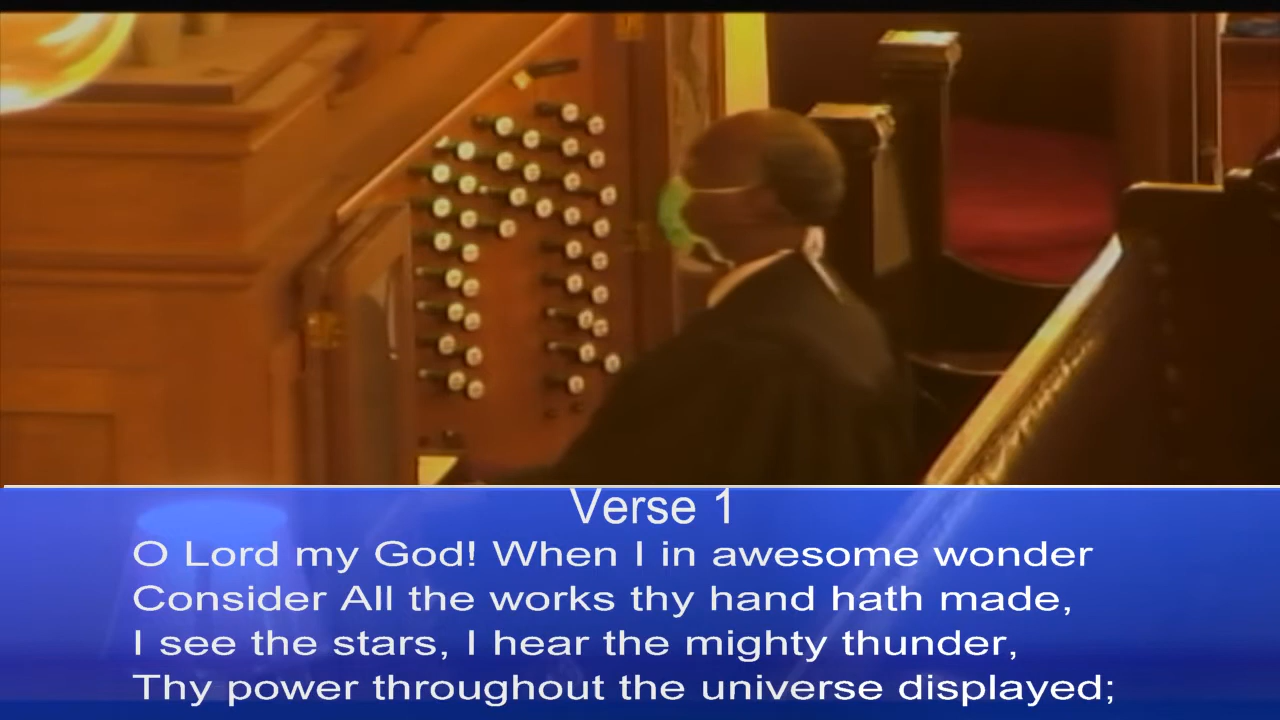 Verse 1
O Lord my God! When I in awesome wonder
Consider All the works thy hand hath made,
I see the stars, I hear the mighty thunder,
Thy power throughout the universe displayed;